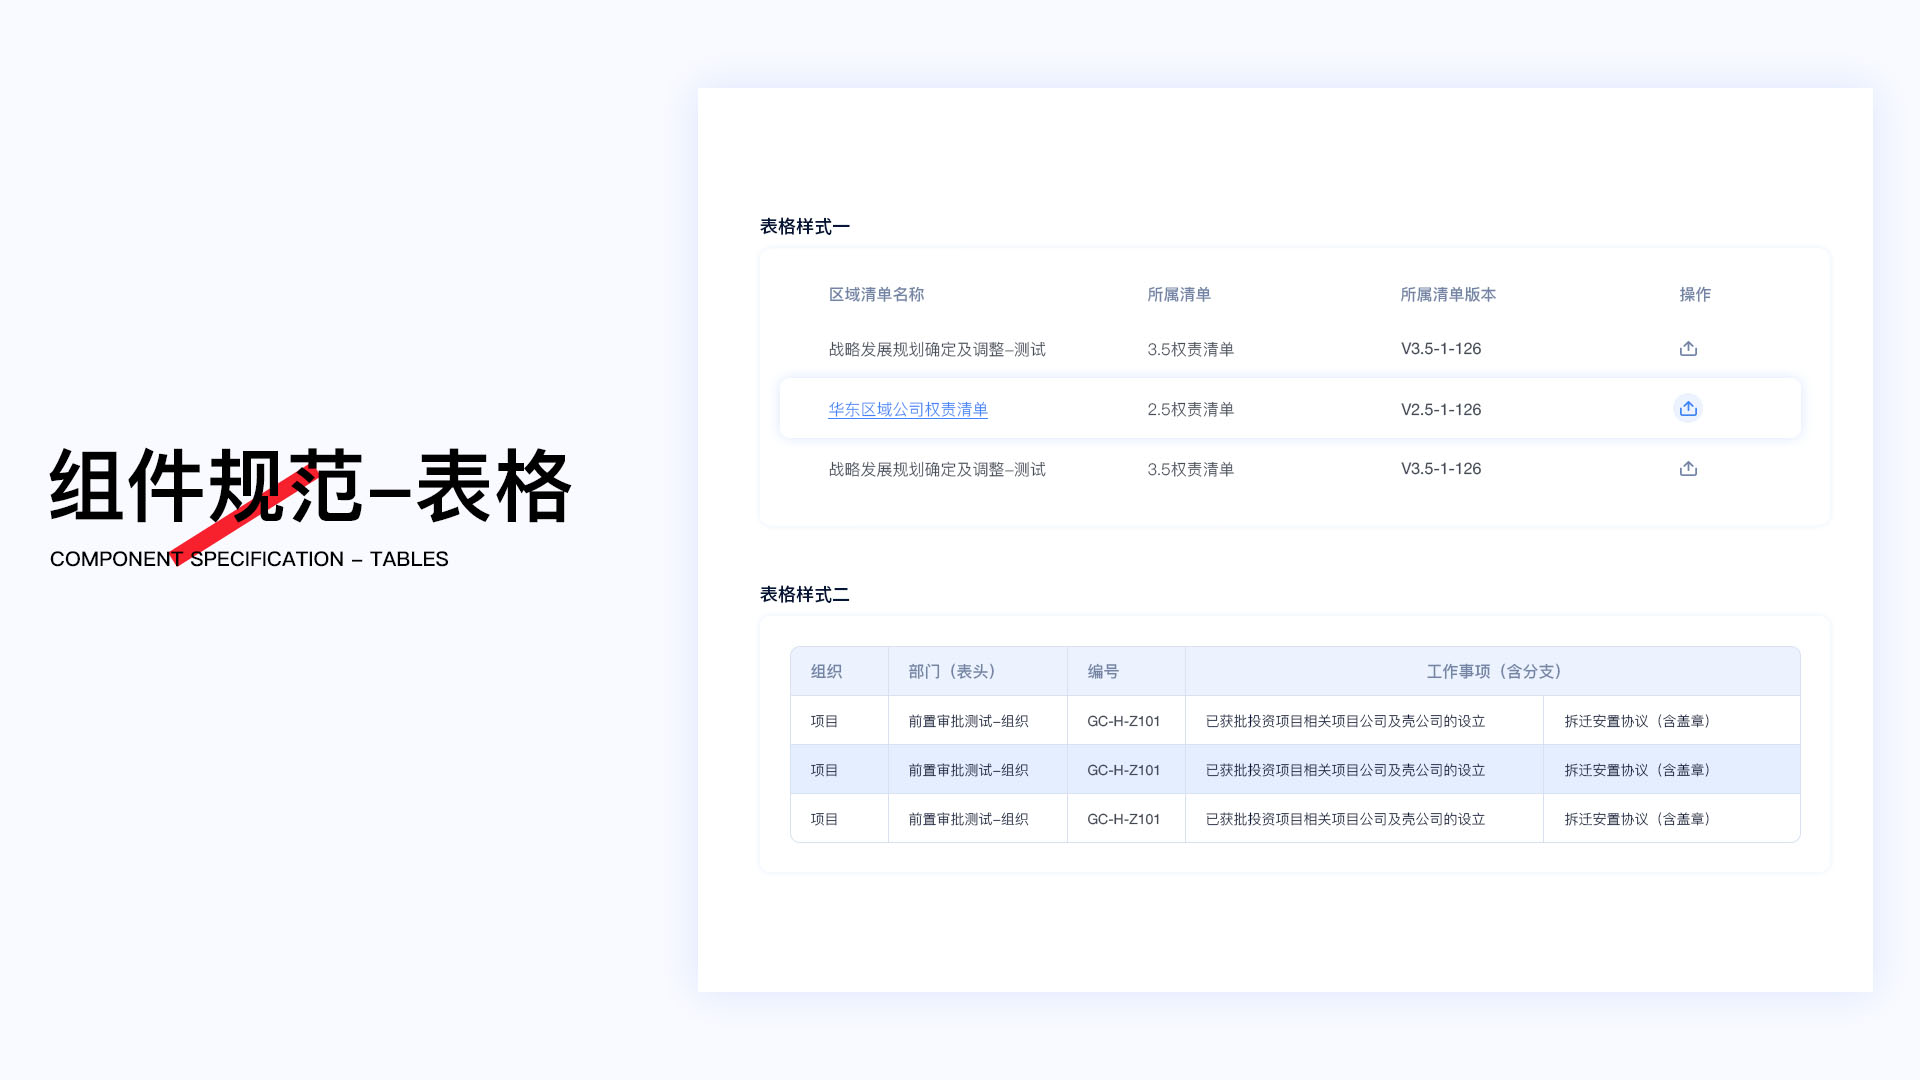 组件规范–表格
COMPONENT SPECIFICATION – TABLES
表格样式一
区域清单名称 所属清单 所属清单版本 操作
战略发展规划确定及调整–测试 3.5权责清单 V3.5-1-126
华东区域公司权责清单 2.5权责清单 V2.5-1-126
战略发展规划确定及调整–测试 3.5权责清单 V3.5-1-126
表格样式二
组织 部门（表头） 编号 工作事项（含分支）
项目 前置审批测试–组织 GC-H-Z101 已获批投资项目相关项目公司及壳公司的设立 拆迁安置协议（含盖章）
项目 前置审批测试–组织 GC-H-Z101 已获批投资项目相关项目公司及壳公司的设立 拆迁安置协议（含盖章）
项目 前置审批测试–组织 GC-H-Z101 已获批投资项目相关项目公司及壳公司的设立 拆迁安置协议（含盖章）